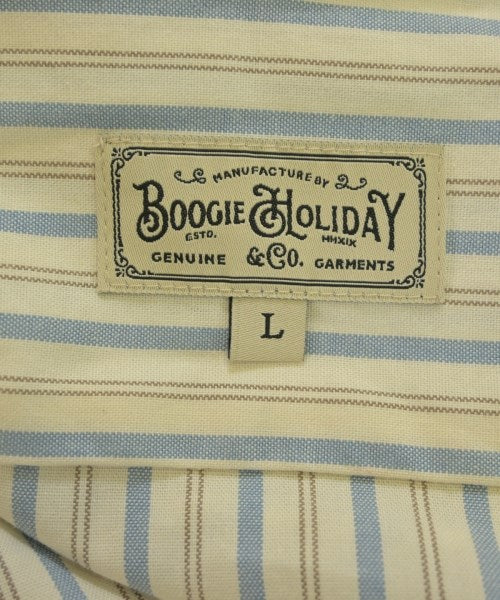 MANUFACTURE BY
BOOGIE HOLIDAY
ESTD. MMXIX
GENUINE &CO. GARMENTS
L